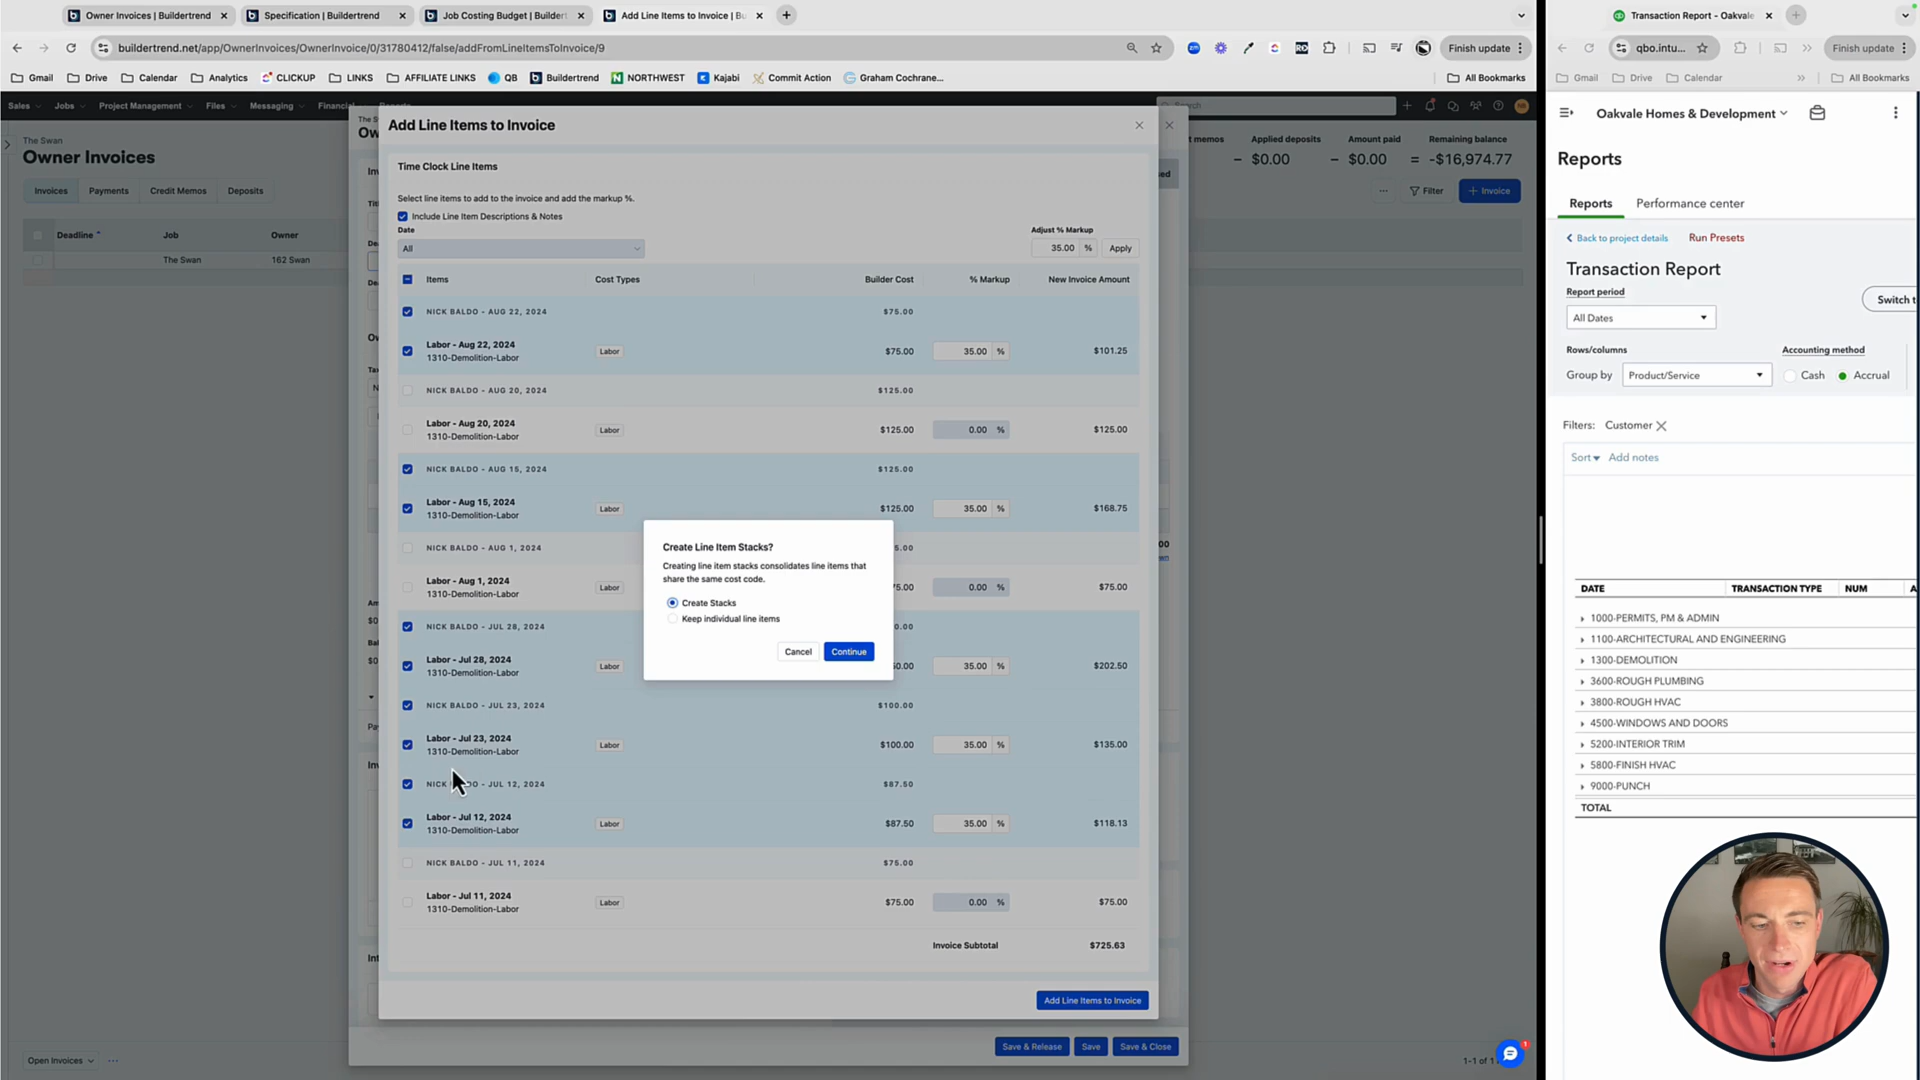 Owner Invoices | Buildertrend
Specification | Buildertrend
Job Costing Budget | Buildert
Add Line Items to Invoice | Bu
buildertrend.net/app/OwnerInvoices/OwnerInvoice/0/31780412/false/addFromLineItemsToInvoice/9
Finish update
Gmail Drive Calendar Analytics CLICKUP LINKS AFFILIATE LINKS QB Buildertrend NORTHWEST Kajabi Commit Action Graham Cochrane... All Bookmarks
Sales Jobs Project Management Files Messaging Financial Reports Search
The Swan
Owner Invoices
Invoices Payments Credit Memos Deposits
Deadline Job Owner
The Swan 162 Swan
memos Applied deposits Amount paid Remaining balance
– $0.00 – $0.00 = -$16,974.77
Filter + Invoice
Add Line Items to Invoice
Time Clock Line Items
Select line items to add to the invoice and add the markup %.
Include Line Item Descriptions & Notes
Date
All
Adjust % Markup
35.00 % Apply
Items Cost Types Builder Cost % Markup New Invoice Amount
NICK BALDO - AUG 22, 2024 $75.00
Labor - Aug 22, 2024
1310-Demolition-Labor
Labor $75.00 35.00 % $101.25
NICK BALDO - AUG 20, 2024 $125.00
Labor - Aug 20, 2024
1310-Demolition-Labor
Labor $125.00 0.00 % $125.00
NICK BALDO - AUG 15, 2024 $125.00
Labor - Aug 15, 2024
1310-Demolition-Labor
Labor $125.00 35.00 % $168.75
NICK BALDO - AUG 1, 2024 5.00
Labor - Aug 1, 2024
1310-Demolition-Labor
Labor 75.00 0.00 % $75.00
NICK BALDO - JUL 28, 2024 0.00
Labor - Jul 28, 2024
1310-Demolition-Labor
Labor 50.00 35.00 % $202.50
NICK BALDO - JUL 23, 2024 $100.00
Labor - Jul 23, 2024
1310-Demolition-Labor
Labor $100.00 35.00 % $135.00
NICK BALDO - JUL 12, 2024 $87.50
Labor - Jul 12, 2024
1310-Demolition-Labor
Labor $87.50 35.00 % $118.13
NICK BALDO - JUL 11, 2024 $75.00
Labor - Jul 11, 2024
1310-Demolition-Labor
Labor $75.00 0.00 % $75.00
Invoice Subtotal $725.63
Add Line Items to Invoice
Save & Release Save Save & Close
Open Invoices
1-1 of 1
1
Create Line Item Stacks?
Creating line item stacks consolidates line items that
share the same cost code.
Create Stacks
Keep individual line items
Cancel Continue
Transaction Report - Oakvale
qbo.intu...
Finish update
Gmail Drive Calendar All Bookmarks
Oakvale Homes & Development
Reports
Reports Performance center
Back to project details Run Presets
Transaction Report
Report period
All Dates
Switch t
Rows/columns Accounting method
Group by Product/Service Cash Accrual
Filters: Customer
Sort Add notes
DATE TRANSACTION TYPE NUM A
1000-PERMITS, PM & ADMIN
1100-ARCHITECTURAL AND ENGINEERING
1300-DEMOLITION
3600-ROUGH PLUMBING
3800-ROUGH HVAC
4500-WINDOWS AND DOORS
5200-INTERIOR TRIM
5800-FINISH HVAC
9000-PUNCH
TOTAL